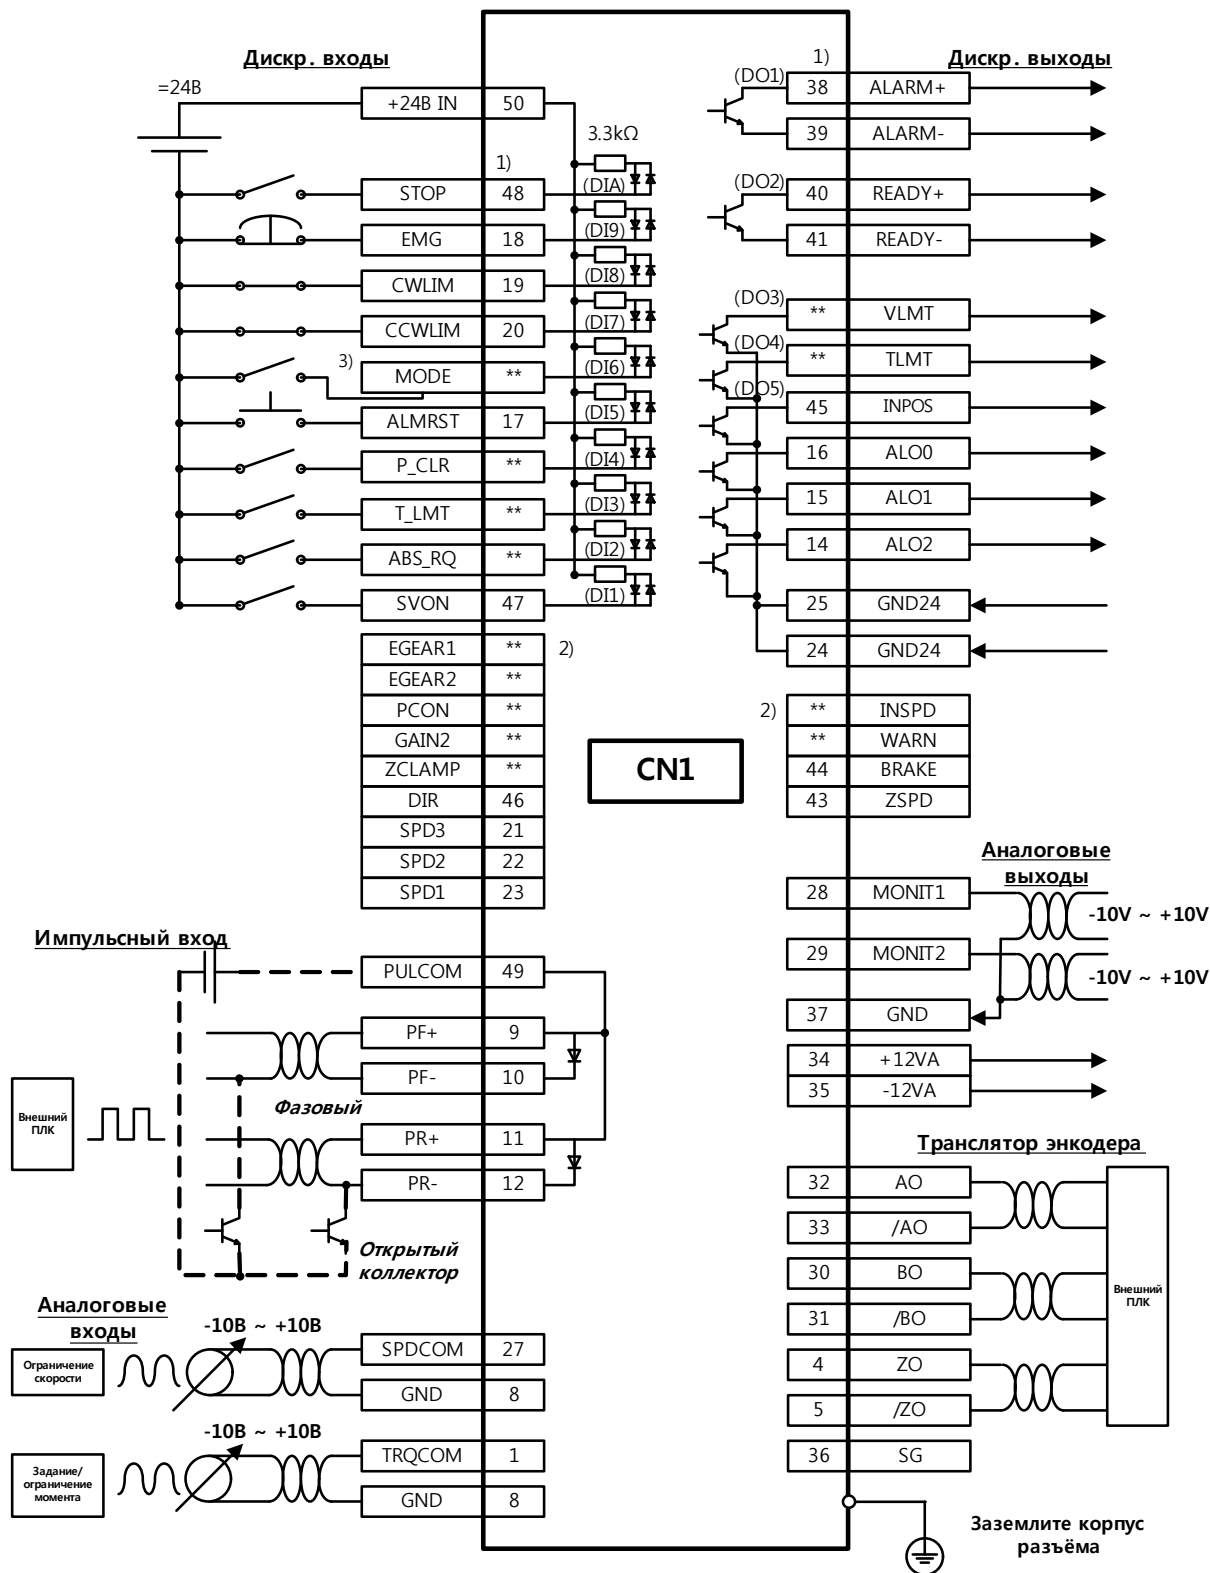 Дискр. входы
=24В
+24В IN 50
3.3kΩ
1)
STOP 48 (DIA)
EMG 18 (DI9)
CWLIM 19 (DI8)
CCWLIM 20 (DI7)
3) MODE ** (DI6)
ALMRST 17 (DI5)
P_CLR ** (DI4)
T_LMT ** (DI3)
ABS_RQ ** (DI2)
SVON 47 (DI1)
EGEAR1 ** 2)
EGEAR2 **
PCON **
GAIN2 **
ZCLAMP **
DIR 46
SPD3 21
SPD2 22
SPD1 23
Импульсный вход
PULCOM 49
PF+ 9
PF- 10
Внешний
ПЛК
Фазовый
PR+ 11
PR- 12
Открытый
коллектор
Аналоговые
входы
-10В ~ +10В
Ограничение
скорости
SPDCOM 27
GND 8
-10В ~ +10В
Задание/
ограничение
момента
TRQCOM 1
GND 8
CN1
1) Дискр. выходы
(DO1) 38 ALARM+
39 ALARM-
(DO2) 40 READY+
41 READY-
(DO3) ** VLMT
(DO4) ** TLMT
(DO5) 45 INPOS
16 ALO0
15 ALO1
14 ALO2
25 GND24
24 GND24
2) ** INSPD
** WARN
44 BRAKE
43 ZSPD
Аналоговые
выходы
28 MONIT1
-10V ~ +10V
29 MONIT2
-10V ~ +10V
37 GND
34 +12VA
35 -12VA
Транслятор энкодера
32 AO
33 /AO
30 BO
31 /BO
4 ZO
5 /ZO
Внешний
ПЛК
36 SG
Заземлите корпус
разъёма